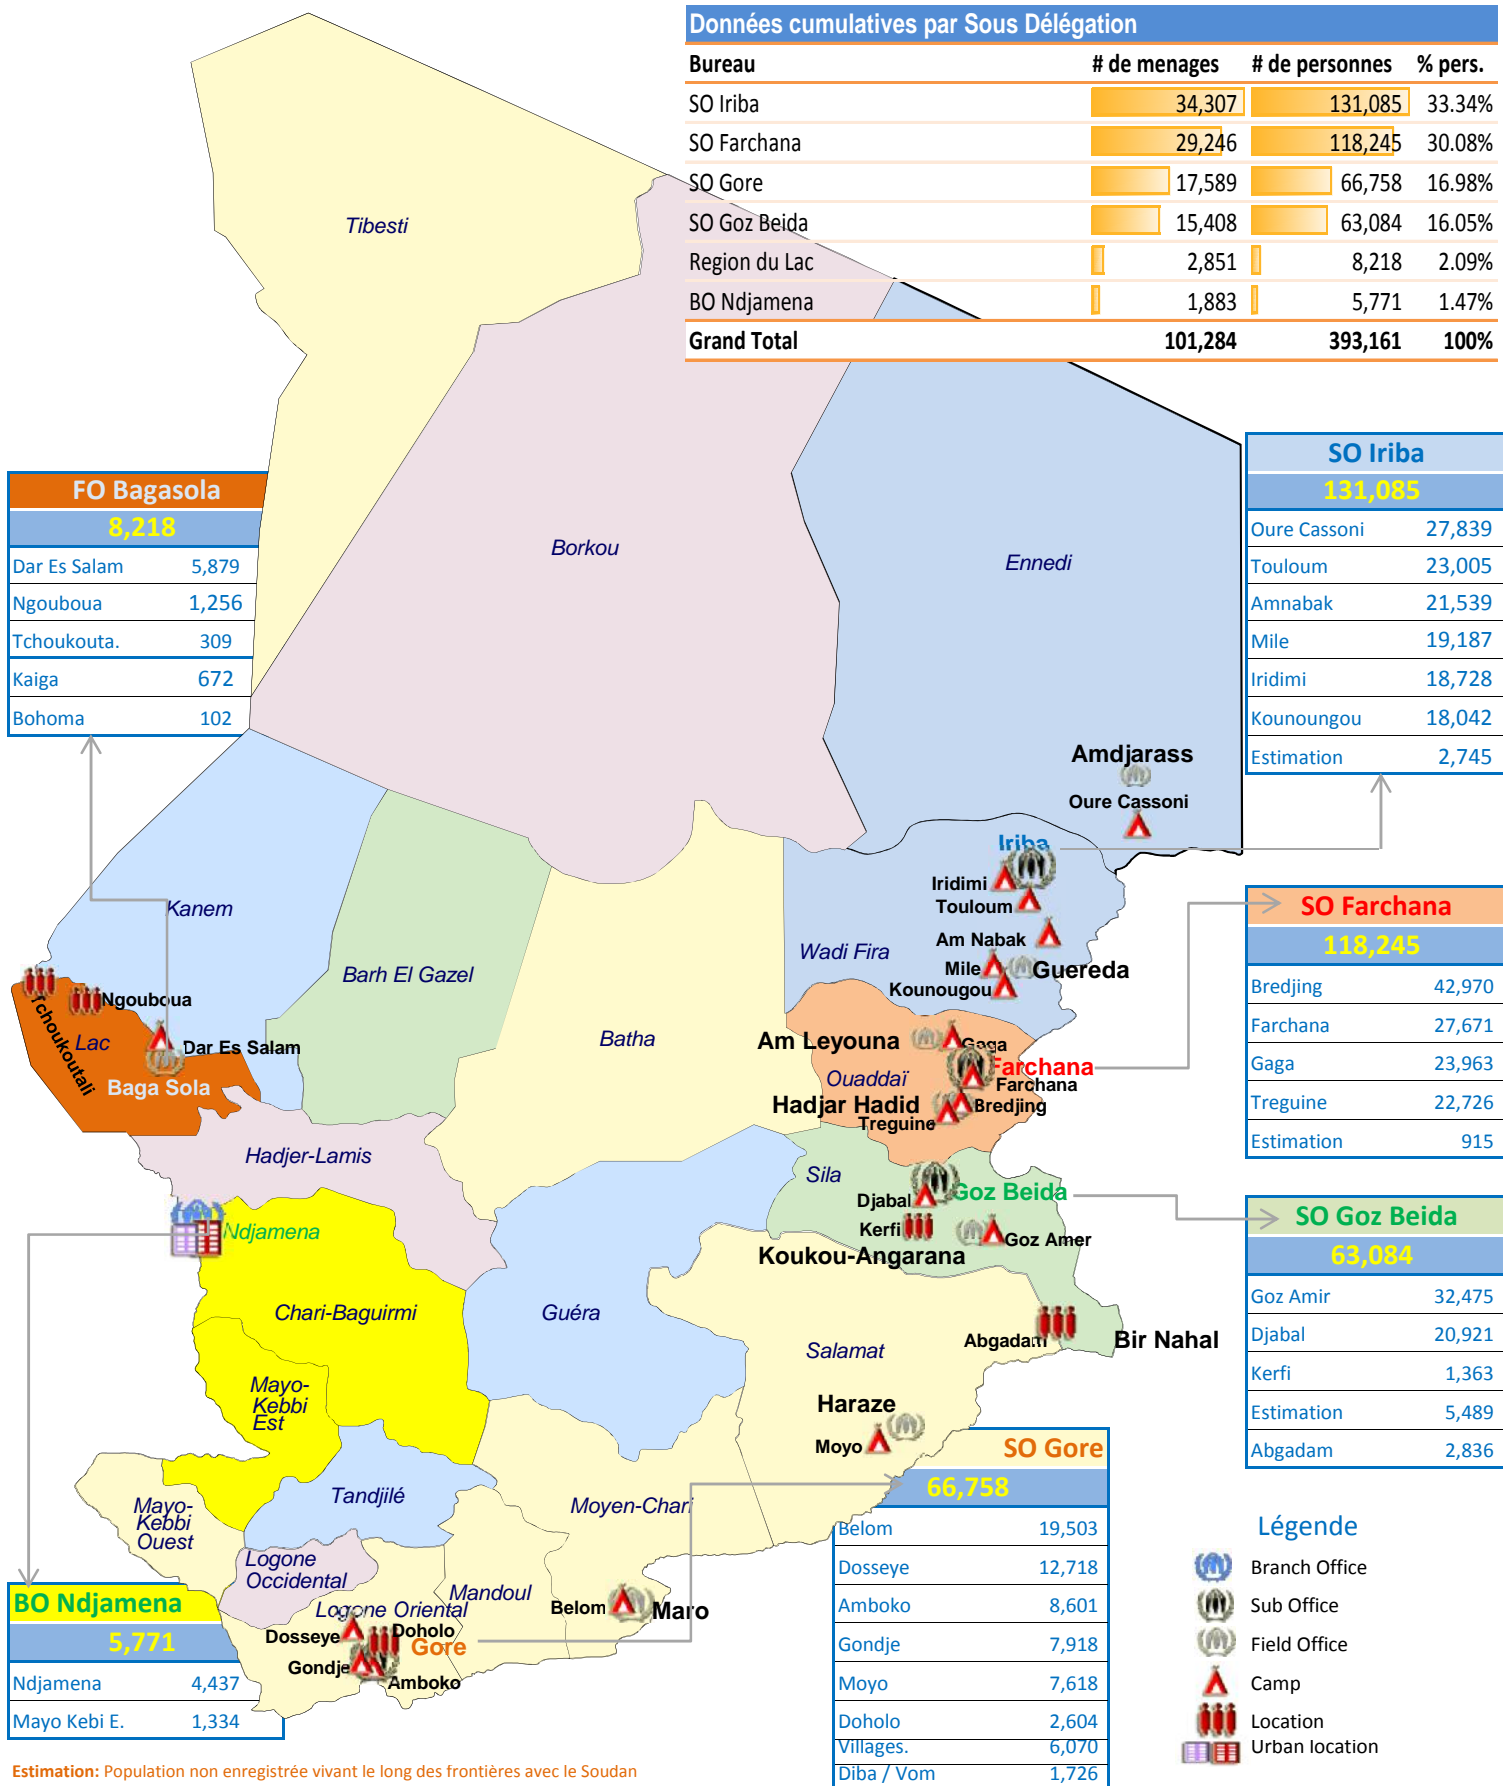 Données cumulatives par Sous Délégation
Bureau # de menages # de personnes % pers.
SO Iriba 34,307 131,085 33.34%
SO Farchana 29,246 118,245 30.08%
SO Gore 17,589 66,758 16.98%
SO Goz Beida 15,408 63,084 16.05%
Region du Lac 2,851 8,218 2.09%
BO Ndjamena 1,883 5,771 1.47%
Grand Total 101,284 393,161 100%
Tibesti
Borkou
Ennedi
FO Bagasola
8,218
Dar Es Salam 5,879
Ngouboua 1,256
Tchoukouta. 309
Kaiga 672
Bohoma 102
SO Iriba
131,085
Oure Cassoni 27,839
Touloum 23,005
Amnabak 21,539
Mile 19,187
Iridimi 18,728
Kounoungou 18,042
Estimation 2,745
Amdjarass
Oure Cassoni
Iriba
Iridimi
Touloum
Am Nabak
Wadi Fira
Mile
Guereda
Kounougou
Kanem
Barh El Gazel
Batha
Ngouboua
Tchoukoutali
Lac
Dar Es Salam
Baga Sola
Am Leyouna
Gaga
Ouaddaï
Farchana
Farchana
Hadjar Hadid
Bredjing
Treguine
SO Farchana
118,245
Bredjing 42,970
Farchana 27,671
Gaga 23,963
Treguine 22,726
Estimation 915
Hadjer-Lamis
Sila
Djabal
Goz Beida
Kerfi
Goz Amer
Koukou-Angarana
Ndjamena
Chari-Baguirmi
Guéra
Abgadam
Bir Nahal
Salamat
SO Goz Beida
63,084
Goz Amir 32,475
Djabal 20,921
Kerfi 1,363
Estimation 5,489
Abgadam 2,836
Mayo-
Kebbi
Est
Haraze
Moyo
Tandjilé
Moyen-Chari
Mayo-
Kebbi
Ouest
Logone
Occidental
Mandoul
Logone Oriental
Belom
Maro
Dosseye
Doholo
Gore
Gondje
Amboko
SO Gore
66,758
Belom 19,503
Dosseye 12,718
Amboko 8,601
Gondje 7,918
Moyo 7,618
Doholo 2,604
Villages. 6,070
Diba / Vom 1,726
BO Ndjamena
5,771
Ndjamena 4,437
Mayo Kebi E. 1,334
Légende
Branch Office
Sub Office
Field Office
Camp
Location
Urban location
Estimation: Population non enregistrée vivant le long des frontières avec le Soudan